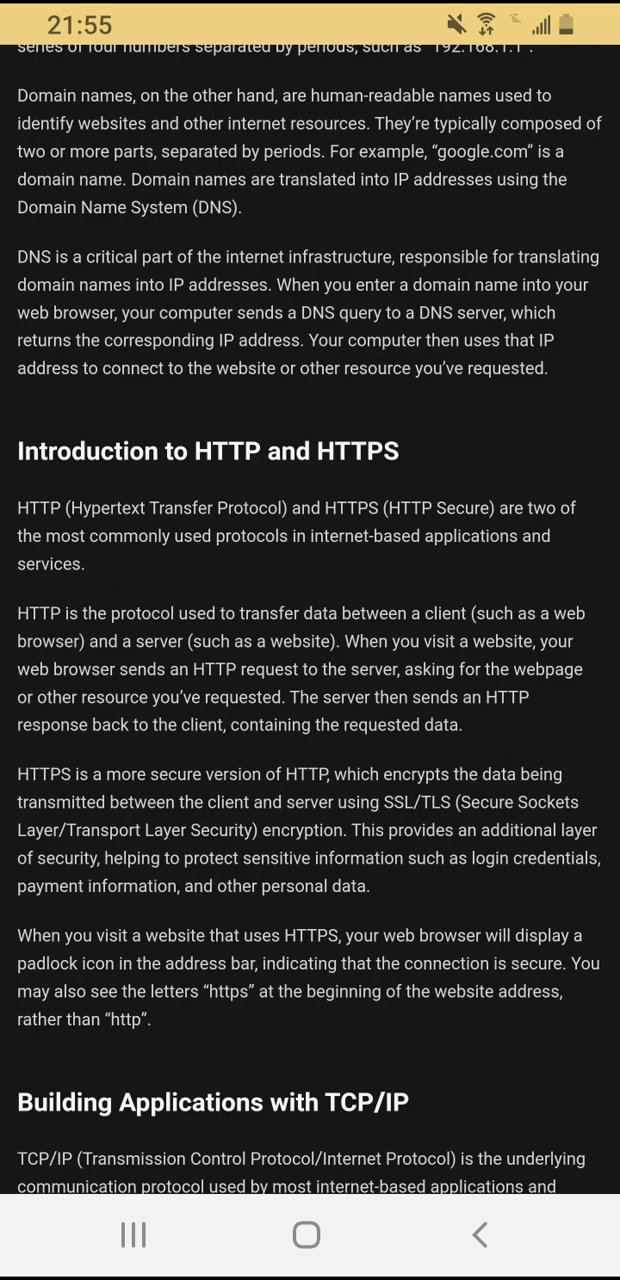 21:55
series of four numbers separated by periods, such as “192.168.1.1”.
Domain names, on the other hand, are human-readable names used to
identify websites and other internet resources. They’re typically composed of
two or more parts, separated by periods. For example, “google.com” is a
domain name. Domain names are translated into IP addresses using the
Domain Name System (DNS).
DNS is a critical part of the internet infrastructure, responsible for translating
domain names into IP addresses. When you enter a domain name into your
web browser, your computer sends a DNS query to a DNS server, which
returns the corresponding IP address. Your computer then uses that IP
address to connect to the website or other resource you’ve requested.
Introduction to HTTP and HTTPS
HTTP (Hypertext Transfer Protocol) and HTTPS (HTTP Secure) are two of
the most commonly used protocols in internet-based applications and
services.
HTTP is the protocol used to transfer data between a client (such as a web
browser) and a server (such as a website). When you visit a website, your
web browser sends an HTTP request to the server, asking for the webpage
or other resource you’ve requested. The server then sends an HTTP
response back to the client, containing the requested data.
HTTPS is a more secure version of HTTP, which encrypts the data being
transmitted between the client and server using SSL/TLS (Secure Sockets
Layer/Transport Layer Security) encryption. This provides an additional layer
of security, helping to protect sensitive information such as login credentials,
payment information, and other personal data.
When you visit a website that uses HTTPS, your web browser will display a
padlock icon in the address bar, indicating that the connection is secure. You
may also see the letters “https” at the beginning of the website address,
rather than “http”.
Building Applications with TCP/IP
TCP/IP (Transmission Control Protocol/Internet Protocol) is the underlying
communication protocol used by most internet-based applications and